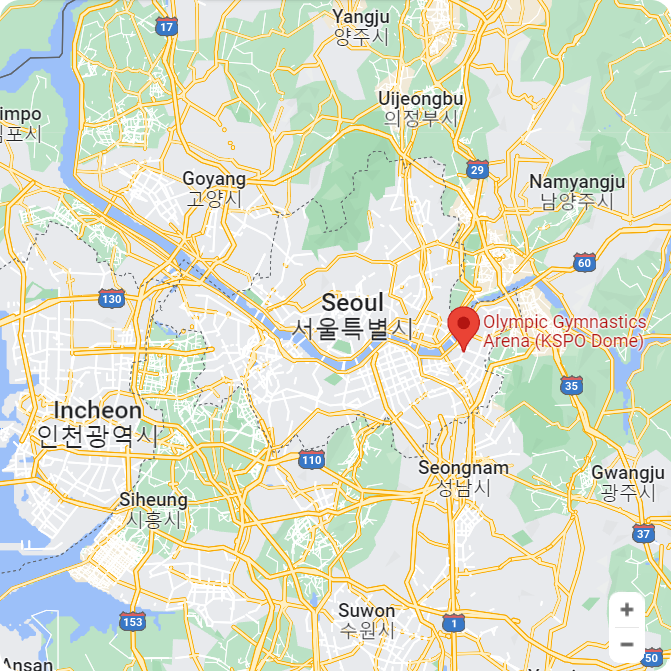 Yangju
양주시
17
Uijeongbu
의정부시
impo
김포시
29
Goyang
고양시
Namyangju
남양주시
60
130
Seoul
서울특별시
Olympic Gymnastics
Arena (KSPO Dome)
35
Incheon
인천광역시
110
Seongnam
성남시
Gwangju
광주시
Siheung
시흥시
37
Suwon
수원시
153
1
+
−
50
Ansan